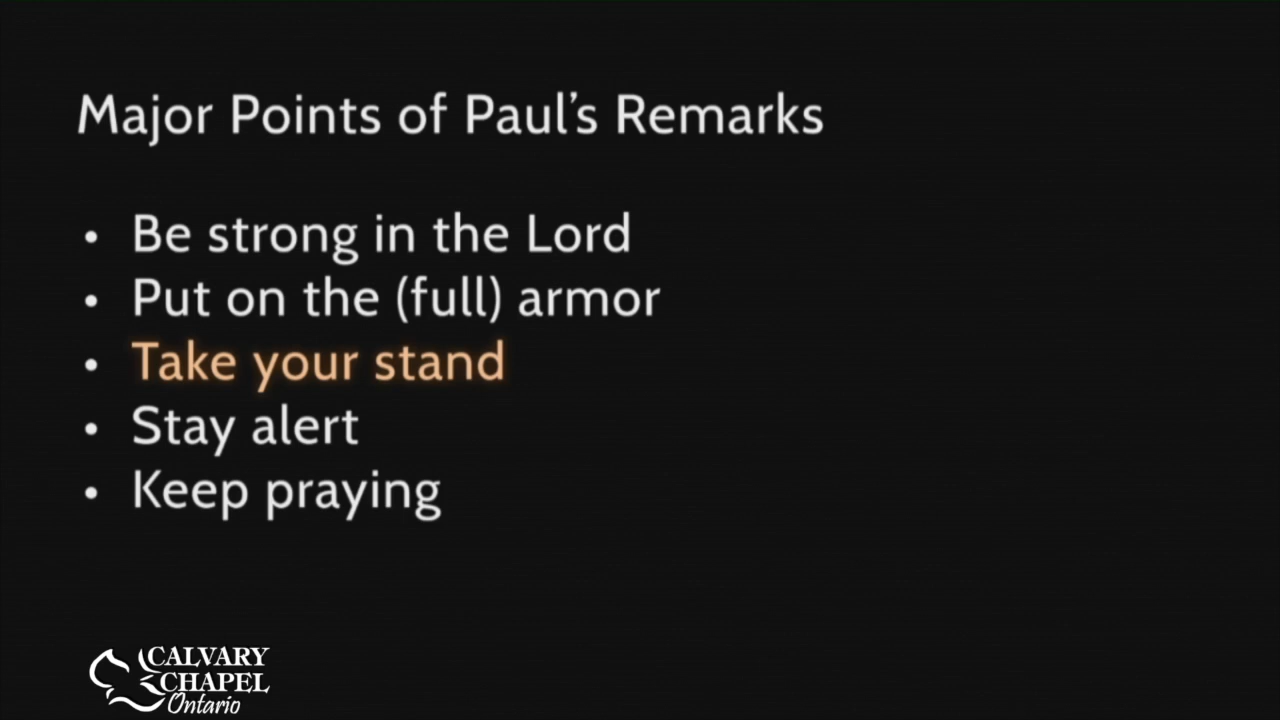 Major Points of Paul's Remarks
• Be strong in the Lord
• Put on the (full) armor
• Take your stand
• Stay alert
• Keep praying
CALVARY
CHAPEL
Ontario